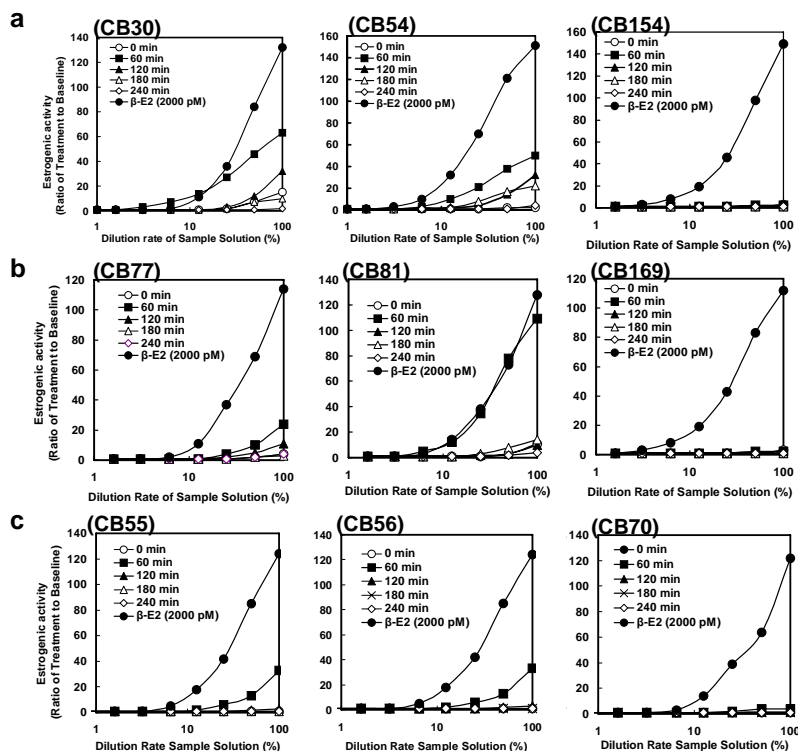 a
(CB30)
Estrogenic activity
(Ratio of Treatment to Baseline)
140
120
100
80
60
40
20
0
0 min
60 min
120 min
180 min
240 min
β-E2 (2000 pM)
1 10 100
Dilution rate of Sample Solution (%)
(CB54)
160
140
120
100
80
60
40
20
0
0 min
60 min
120 min
180 min
240 min
β-E2 (2000 pM)
1 10 100
Dilution rate of Sample Solution (%)
(CB154)
160
140
120
100
80
60
40
20
0
0 min
60 min
120 min
180 min
240 min
β-E2 (2000 pM)
1 10 100
Dilution Rate of Sample Solution (%)
b
(CB77)
Estrogenic activity
(Ratio of Treatment to Baseline)
120
100
80
60
40
20
0
0 min
60 min
120 min
180 min
240 min
β-E2 (2000 pM)
1 10 100
Dilution Rate of Sample Solution (%)
(CB81)
140
120
100
80
60
40
20
0
0 min
60 min
120 min
180 min
240 min
β-E2 (2000 pM)
1 10 100
Dilution Rate of Sample Solution (%)
(CB169)
120
100
80
60
40
20
0
0 min
60 min
120 min
180 min
240 min
β-E2 (2000 pM)
1 10 100
Dilution Rate of Sample Solution (%)
c
(CB55)
Estrogenic activity
(Ratio of Treatment to Baseline)
140
120
100
80
60
40
20
0
0 min
60 min
120 min
180 min
240 min
β-E2 (2000 pM)
1 10 100
Dilution Rate Sample Solution (%)
(CB56)
140
120
100
80
60
40
20
0
0 min
60 min
120 min
180 min
240 min
β-E2 (2000 pM)
1 10 100
Dilution Rate Sample Solution (%)
(CB70)
140
120
100
80
60
40
20
0
0 min
60 min
120 min
180 min
240 min
β-E2 (2000 pM)
1 10 100
Dilution Rate Sample Solution (%)